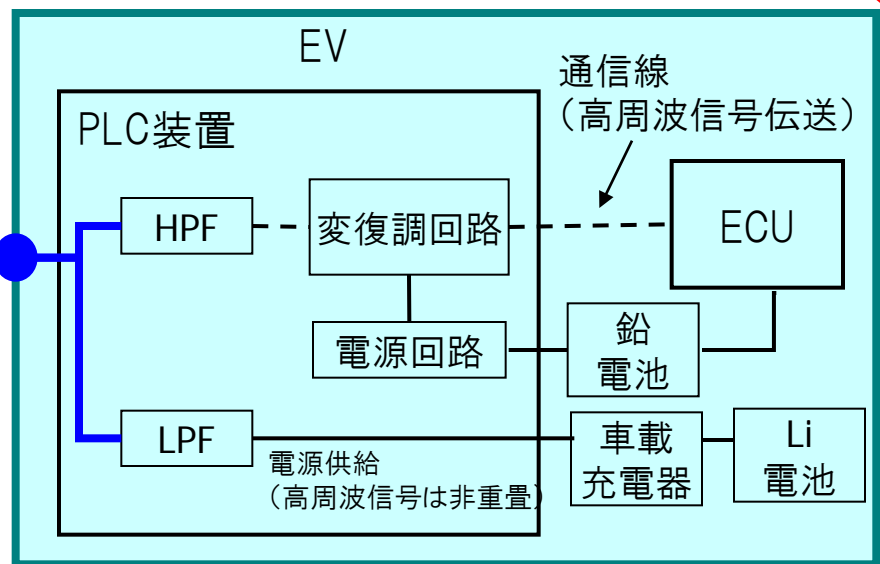 EV
通信線
（高周波信号伝送）
PLC装置
HPF
変復調回路
ECU
電源回路
鉛
電池
LPF
電源供給
（高周波信号は非重畳）
車載
充電器
Li
電池